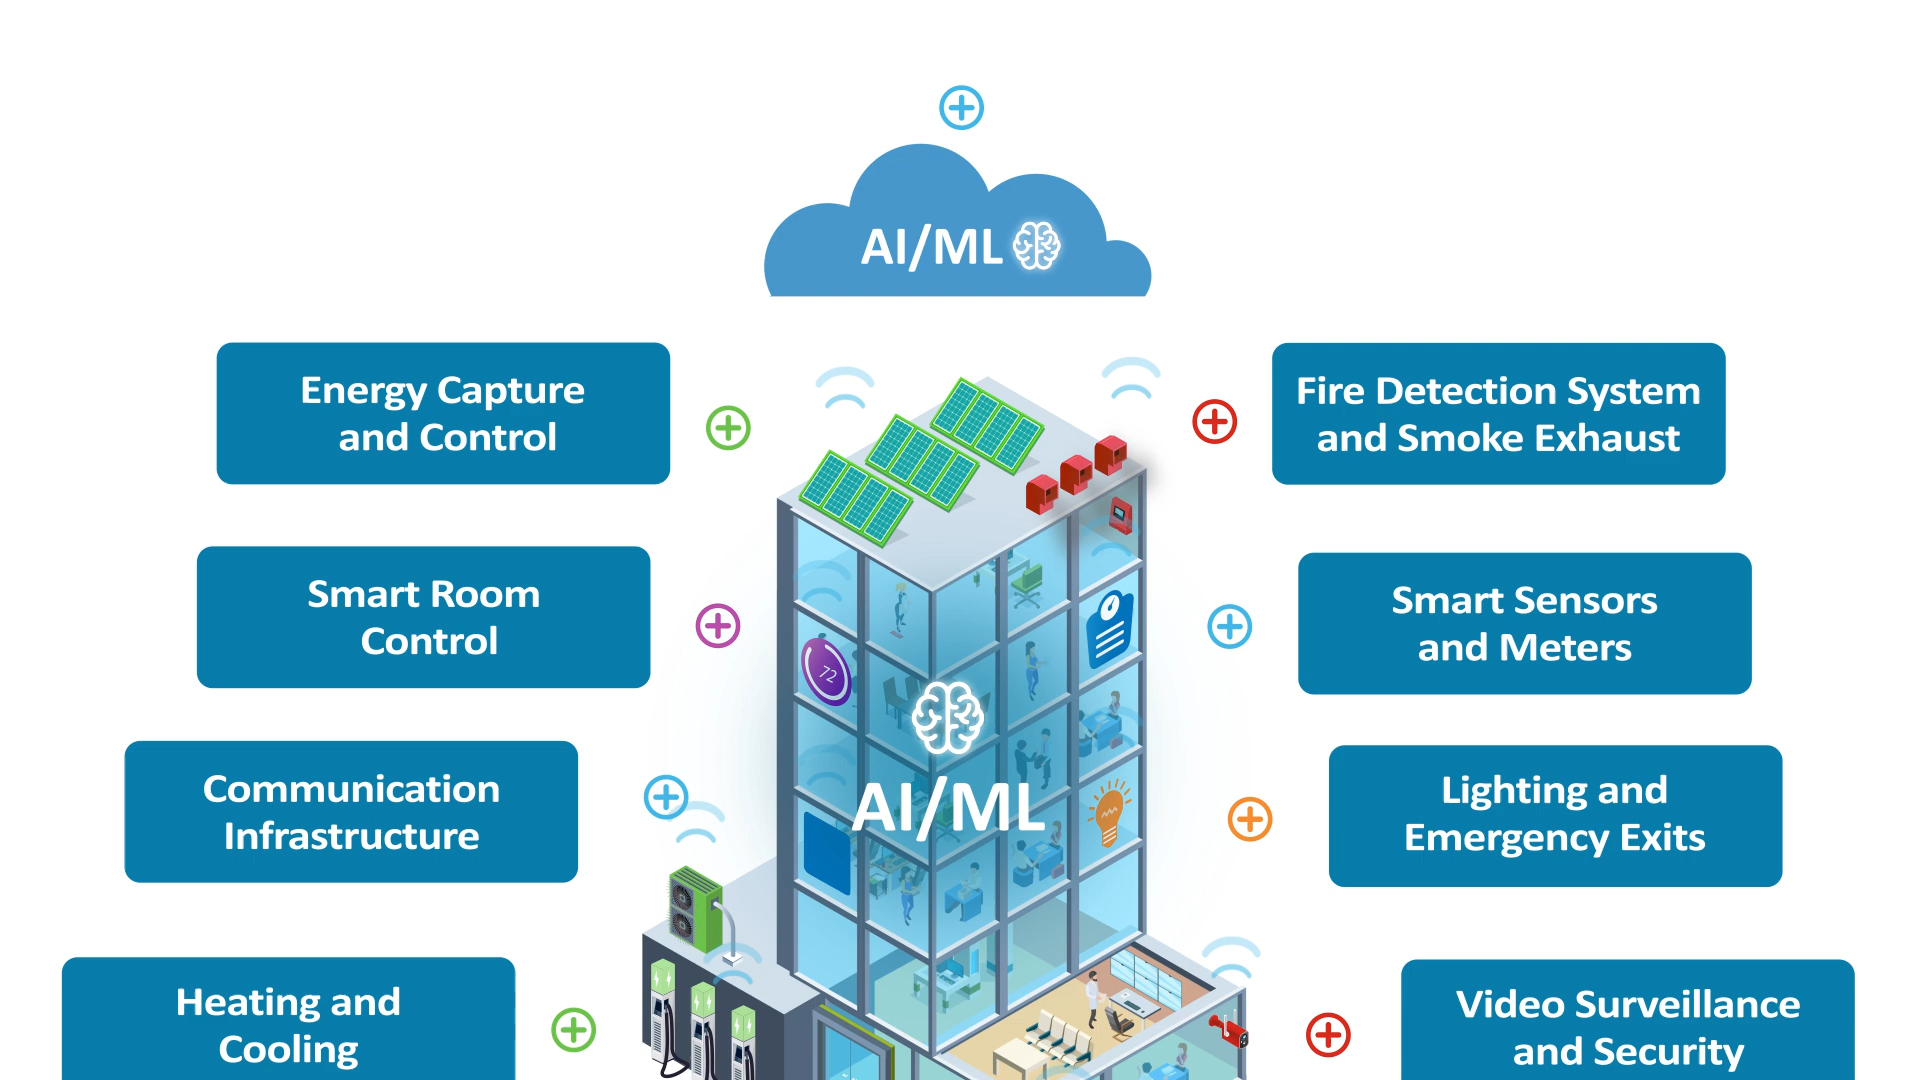 AI/ML
Energy Capture
and Control
Fire Detection System
and Smoke Exhaust
Smart Room
Control
Smart Sensors
and Meters
72
AI/ML
Communication
Infrastructure
Lighting and
Emergency Exits
Heating and
Cooling
Video Surveillance
and Security